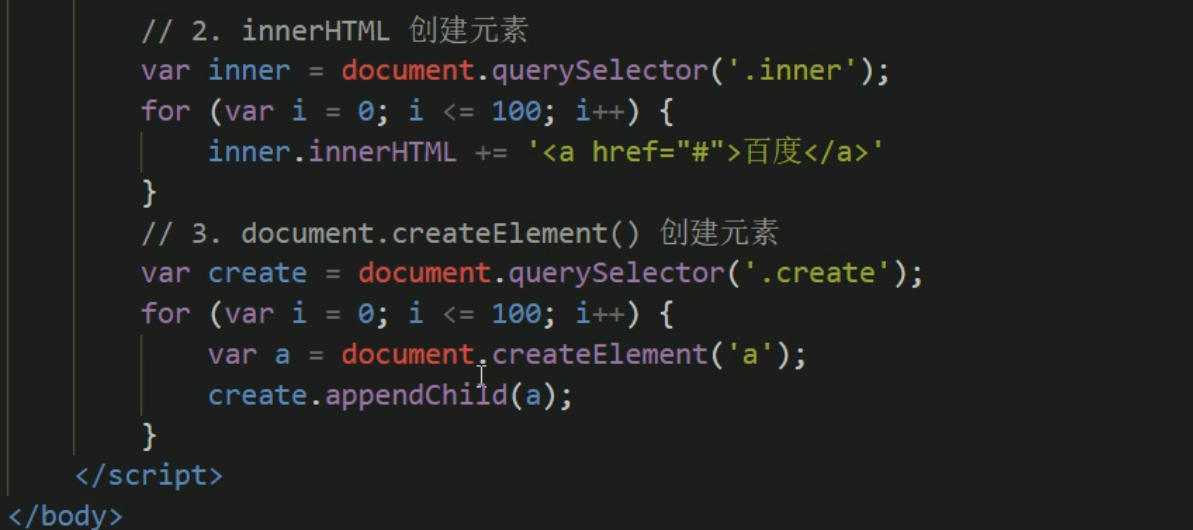 // 2. innerHTML 创建元素
var inner = document.querySelector('.inner');
for (var i = 0; i <= 100; i++) {
inner.innerHTML += '<a href="#">百度</a>'
}
// 3. document.createElement() 创建元素
var create = document.querySelector('.create');
for (var i = 0; i <= 100; i++) {
var a = document.createElement('a');
create.appendChild(a);
}
</script>
</body>